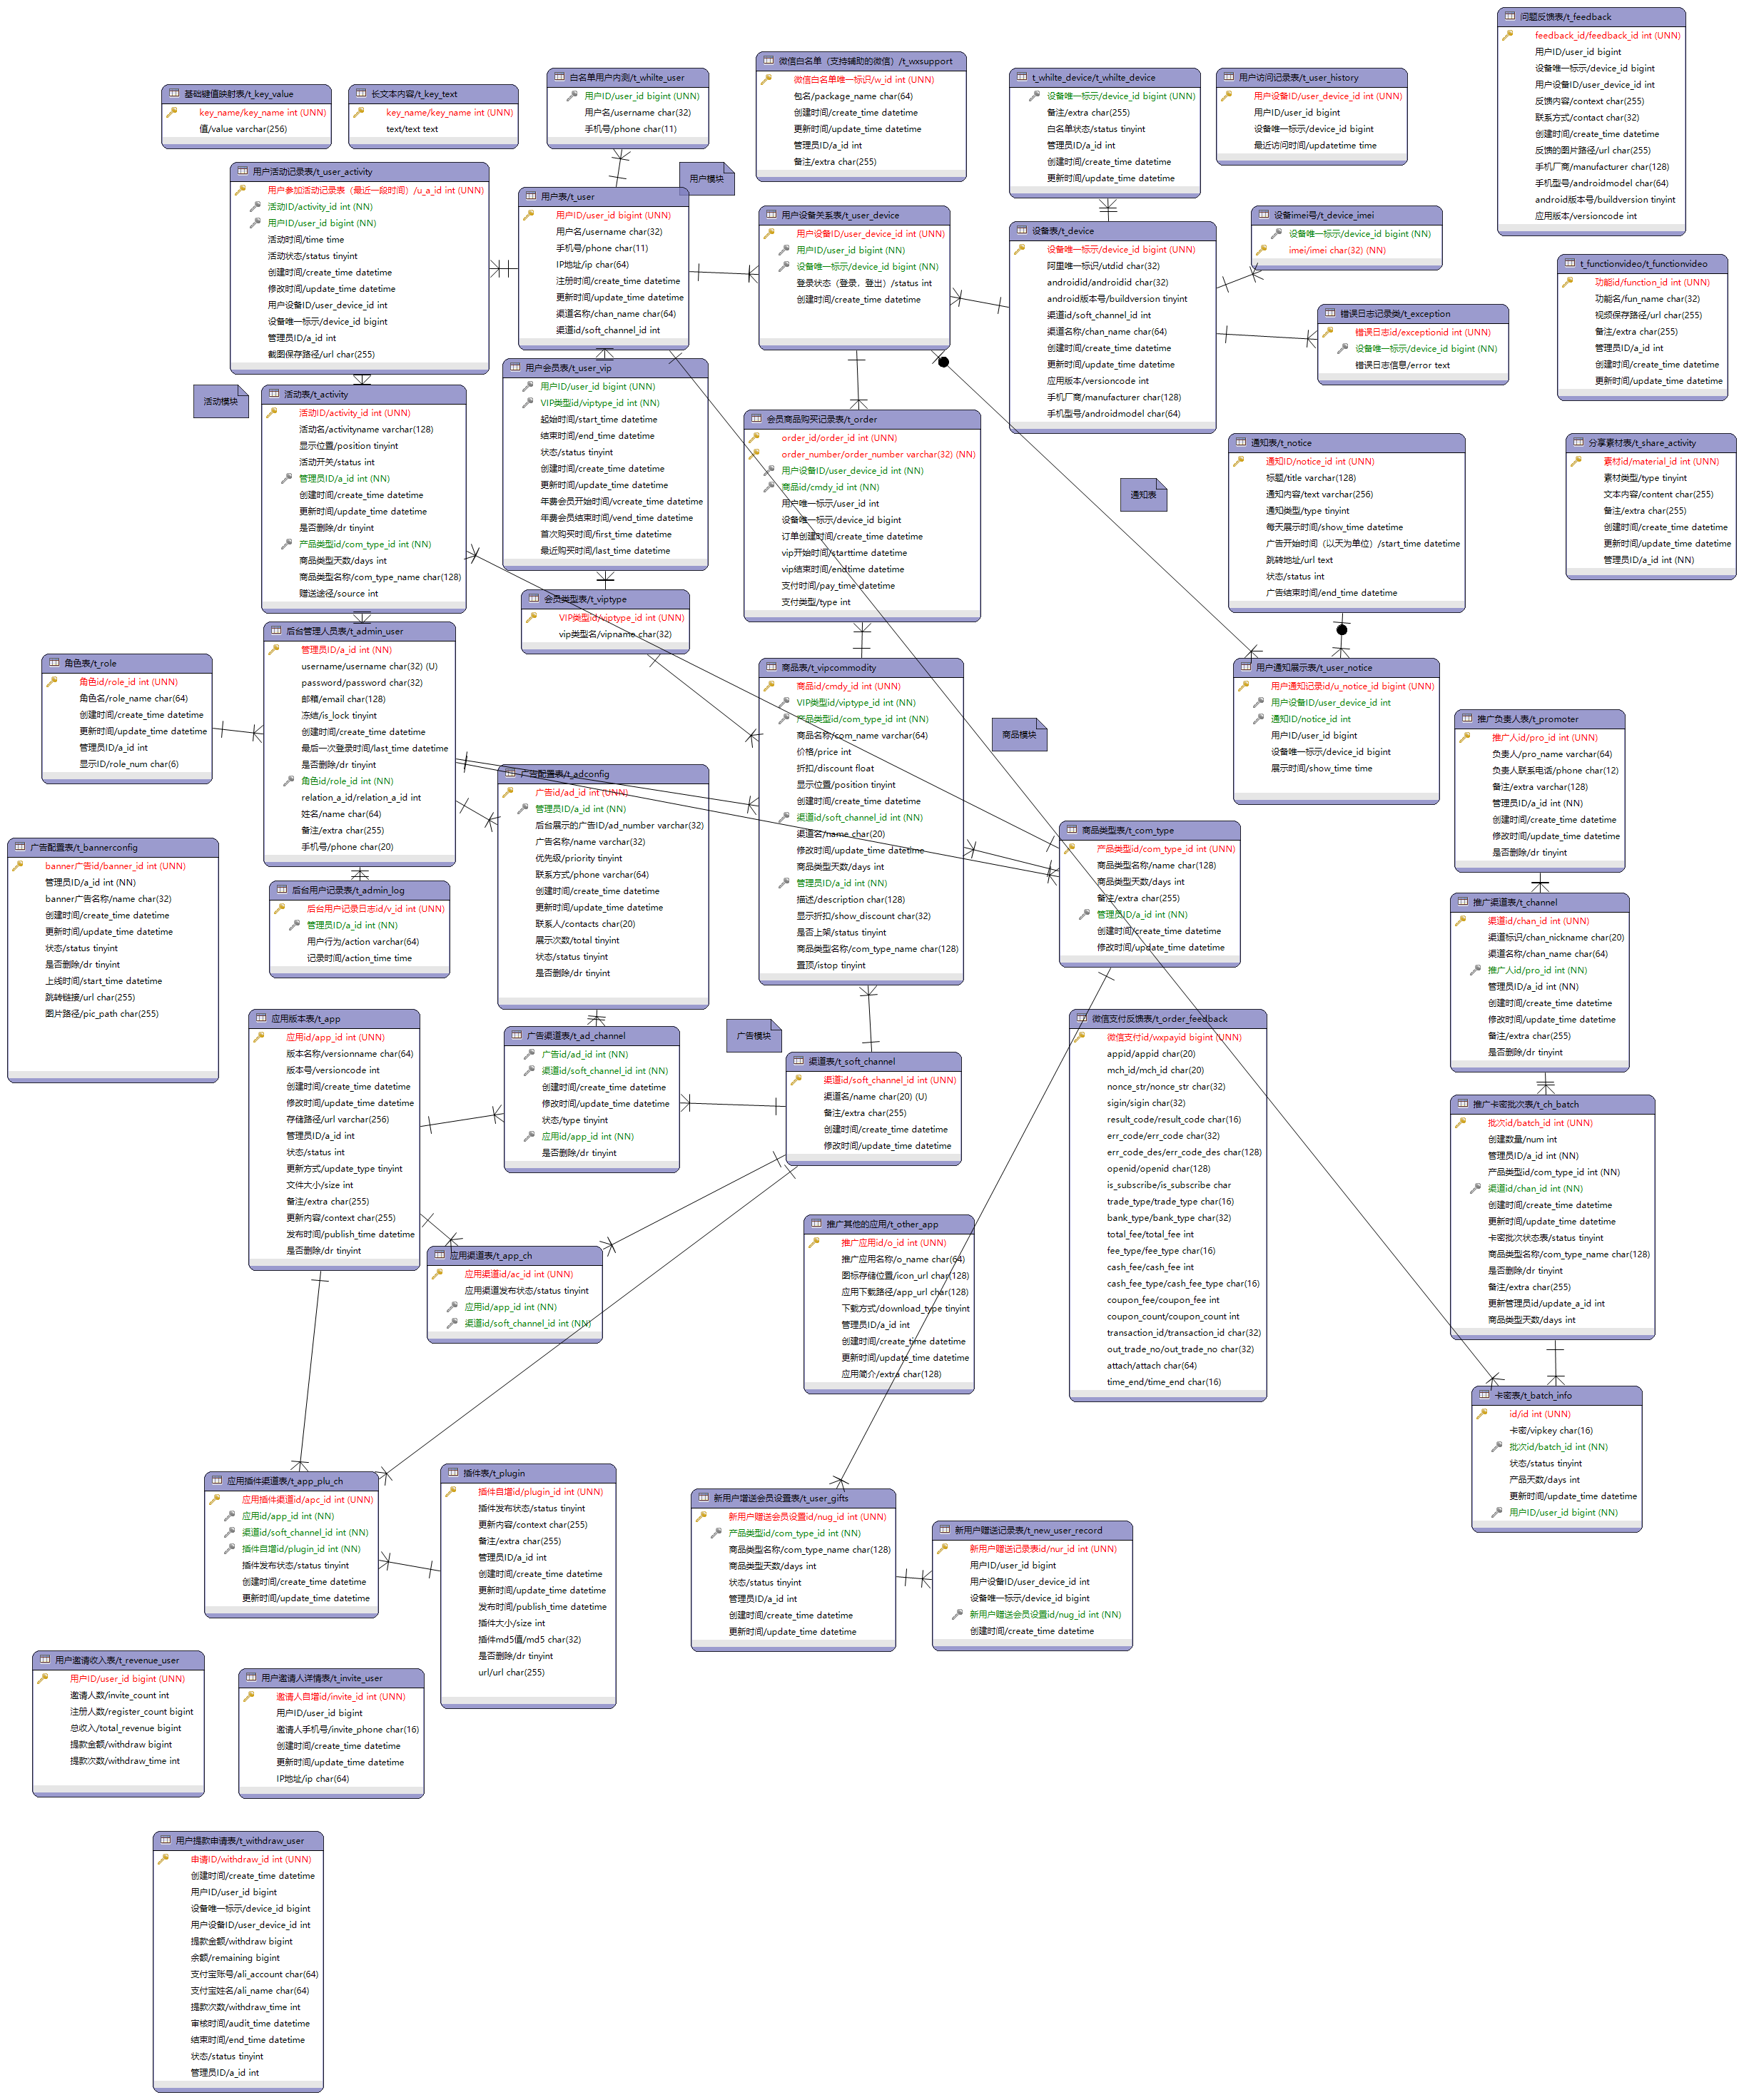 问题反馈表/t_feedback
feedback_id/feedback_id int (UNN)
用户ID/user_id bigint
设备唯一标示/device_id bigint
用户设备ID/user_device_id int
反馈内容/context char(255)
联系方式/contact char(32)
创建时间/create_time datetime
反馈的图片路径/url char(255)
手机厂商/manufacturer char(128)
手机型号/androidmodel char(64)
android版本号/buildversion tinyint
应用版本/versioncode int
基础键值映射表/t_key_value
key_name/key_name int (UNN)
值/value varchar(256)
长文本内容/t_key_text
key_name/key_name int (UNN)
text/text text
白名单用户内测/t_whilte_user
用户ID/user_id bigint (UNN)
用户名/username char(32)
手机号/phone char(11)
微信白名单（支持辅助的微信）/t_wxsupport
微信白名单唯一标识/w_id int (UNN)
包名/package_name char(64)
创建时间/create_time datetime
更新时间/update_time datetime
管理员ID/a_id int
备注/extra char(255)
t_whilte_device/t_whilte_device
设备唯一标示/device_id bigint (UNN)
备注/extra char(255)
白名单状态/status tinyint
管理员ID/a_id int
创建时间/create_time datetime
更新时间/update_time datetime
用户访问记录表/t_user_history
用户设备ID/user_device_id int (UNN)
用户ID/user_id bigint
设备唯一标示/device_id bigint
最近访问时间/updatetime time
用户活动记录表/t_user_activity
用户参加活动记录表（最近一段时间）/u_a_id int (UNN)
活动ID/activity_id int (NN)
用户ID/user_id bigint (NN)
活动时间/time time
活动状态/status tinyint
创建时间/create_time datetime
修改时间/update_time datetime
用户设备ID/user_device_id int
设备唯一标示/device_id bigint
管理员ID/a_id int
截图保存路径/url char(255)
用户模块
用户表/t_user
用户ID/user_id bigint (UNN)
用户名/username char(32)
手机号/phone char(11)
IP地址/ip char(64)
注册时间/create_time datetime
更新时间/update_time datetime
渠道名称/chan_name char(64)
渠道id/soft_channel_id int
用户设备关系表/t_user_device
用户设备ID/user_device_id int (UNN)
用户ID/user_id bigint (NN)
设备唯一标示/device_id bigint (NN)
登录状态（登录，登出）/status int
创建时间/create_time datetime
设备表/t_device
设备唯一标示/device_id bigint (UNN)
阿里唯一标识/utdid char(32)
androidid/androidid char(32)
android版本号/buildversion tinyint
渠道id/soft_channel_id int
渠道名称/chan_name char(64)
创建时间/create_time datetime
更新时间/update_time datetime
应用版本/versioncode int
手机厂商/manufacturer char(128)
手机型号/androidmodel char(64)
设备imei号/t_device_imei
设备唯一标示/device_id bigint (NN)
imei/imei char(32) (NN)
错误日志记录类/t_exception
错误日志id/exceptionid int (UNN)
设备唯一标示/device_id bigint (NN)
错误日志信息/error text
t_functionvideo/t_functionvideo
功能id/function_id int (UNN)
功能名/fun_name char(32)
视频保存路径/url char(255)
备注/extra char(255)
管理员ID/a_id int
创建时间/create_time datetime
更新时间/update_time datetime
活动模块
活动表/t_activity
活动ID/activity_id int (UNN)
活动名/activityname varchar(128)
显示位置/position tinyint
活动开关/status int
管理员ID/a_id int (NN)
创建时间/create_time datetime
更新时间/update_time datetime
是否删除/dr tinyint
产品类型id/com_type_id int (NN)
商品类型天数/days int
商品类型名称/com_type_name char(128)
赠送途径/source int
用户会员表/t_user_vip
用户ID/user_id bigint (UNN)
VIP类型id/viptype_id int (NN)
起始时间/start_time datetime
结束时间/end_time datetime
状态/status tinyint
创建时间/create_time datetime
更新时间/update_time datetime
年费会员开始时间/vcreate_time datetime
年费会员结束时间/vend_time datetime
首次购买时间/first_time datetime
最近购买时间/last_time datetime
会员商品购买记录表/t_order
order_id/order_id int (UNN)
order_number/order_number varchar(32) (NN)
用户设备ID/user_device_id int (NN)
商品id/cmdy_id int (NN)
用户唯一标示/user_id int
设备唯一标示/device_id bigint
订单创建时间/create_time datetime
vip开始时间/starttime datetime
vip结束时间/endtime datetime
支付时间/pay_time datetime
支付类型/type int
通知表
通知表/t_notice
通知ID/notice_id int (UNN)
标题/title varchar(128)
通知内容/text varchar(256)
通知类型/type tinyint
每天展示时间/show_time datetime
广告开始时间（以天为单位）/start_time datetime
跳转地址/url text
状态/status int
广告结束时间/end_time datetime
分享素材表/t_share_activity
素材id/material_id int (UNN)
素材类型/type tinyint
文本内容/content char(255)
备注/extra char(255)
创建时间/create_time datetime
更新时间/update_time datetime
管理员ID/a_id int (NN)
会员类型表/t_viptype
VIP类型id/viptype_id int (UNN)
vip类型名/vipname char(32)
后台管理人员表/t_admin_user
管理员ID/a_id int (NN)
username/username char(32) (U)
password/password char(32)
邮箱/email char(128)
冻结/is_lock tinyint
创建时间/create_time datetime
最后一次登录时间/last_time datetime
是否删除/dr tinyint
角色id/role_id int (NN)
relation_a_id/relation_a_id int
姓名/name char(64)
备注/extra char(255)
手机号/phone char(20)
角色表/t_role
角色id/role_id int (UNN)
角色名/role_name char(64)
创建时间/create_time datetime
更新时间/update_time datetime
管理员ID/a_id int
显示ID/role_num char(6)
商品表/t_vipcommodity
商品id/cmdy_id int (UNN)
VIP类型id/viptype_id int (NN)
产品类型id/com_type_id int (NN)
商品名称/com_name varchar(64)
价格/price int
折扣/discount float
显示位置/position tinyint
创建时间/create_time datetime
渠道id/soft_channel_id int (NN)
渠道名/name char(20)
修改时间/update_time datetime
商品类型天数/days int
管理员ID/a_id int (NN)
描述/description char(128)
显示折扣/show_discount char(32)
是否上架/status tinyint
商品类型名称/com_type_name char(128)
置顶/istop tinyint
商品模块
用户通知展示表/t_user_notice
用户通知记录id/u_notice_id bigint (UNN)
用户设备ID/user_device_id int
通知ID/notice_id int
用户ID/user_id bigint
设备唯一标示/device_id bigint
展示时间/show_time time
推广负责人表/t_promoter
推广人id/pro_id int (UNN)
负责人/pro_name varchar(64)
负责人联系电话/phone char(12)
备注/extra varchar(128)
管理员ID/a_id int (NN)
创建时间/create_time datetime
修改时间/update_time datetime
是否删除/dr tinyint
广告配置表/t_adconfig
广告id/ad_id int (UNN)
管理员ID/a_id int (NN)
后台展示的广告ID/ad_number varchar(32)
广告名称/name varchar(32)
优先级/priority tinyint
联系方式/phone varchar(64)
创建时间/create_time datetime
更新时间/update_time datetime
联系人/contacts char(20)
展示次数/total tinyint
状态/status tinyint
是否删除/dr tinyint
广告配置表/t_bannerconfig
banner广告id/banner_id int (UNN)
管理员ID/a_id int (NN)
banner广告名称/name char(32)
创建时间/create_time datetime
更新时间/update_time datetime
状态/status tinyint
是否删除/dr tinyint
上线时间/start_time datetime
跳转链接/url char(255)
图片路径/pic_path char(255)
后台用户记录表/t_admin_log
后台用户记录日志id/v_id int (UNN)
管理员ID/a_id int (NN)
用户行为/action varchar(64)
记录时间/action_time time
商品类型表/t_com_type
产品类型id/com_type_id int (UNN)
商品类型名称/name char(128)
商品类型天数/days int
备注/extra char(255)
管理员ID/a_id int (NN)
创建时间/create_time datetime
修改时间/update_time datetime
推广渠道表/t_channel
渠道id/chan_id int (UNN)
渠道标识/chan_nickname char(20)
渠道名称/chan_name char(64)
推广人id/pro_id int (NN)
管理员ID/a_id int (NN)
创建时间/create_time datetime
修改时间/update_time datetime
备注/extra char(255)
是否删除/dr tinyint
应用版本表/t_app
应用id/app_id int (UNN)
版本名称/versionname char(64)
版本号/versioncode int
创建时间/create_time datetime
修改时间/update_time datetime
存储路径/url varchar(256)
管理员ID/a_id int
状态/status int
更新方式/update_type tinyint
文件大小/size int
备注/extra char(255)
更新内容/context char(255)
发布时间/publish_time datetime
是否删除/dr tinyint
广告渠道表/t_ad_channel
广告id/ad_id int (NN)
渠道id/soft_channel_id int (NN)
创建时间/create_time datetime
修改时间/update_time datetime
状态/type tinyint
应用id/app_id int (NN)
是否删除/dr tinyint
广告模块
渠道表/t_soft_channel
渠道id/soft_channel_id int (UNN)
渠道名/name char(20) (U)
备注/extra char(255)
创建时间/create_time datetime
修改时间/update_time datetime
微信支付反馈表/t_order_feedback
微信支付id/wxpayid bigint (UNN)
appid/appid char(20)
mch_id/mch_id char(20)
nonce_str/nonce_str char(32)
sigin/sigin char(32)
result_code/result_code char(16)
err_code/err_code char(32)
err_code_des/err_code_des char(128)
openid/openid char(128)
is_subscribe/is_subscribe char
trade_type/trade_type char(16)
bank_type/bank_type char(32)
total_fee/total_fee int
fee_type/fee_type char(16)
cash_fee/cash_fee int
cash_fee_type/cash_fee_type char(16)
coupon_fee/coupon_fee int
coupon_count/coupon_count int
transaction_id/transaction_id char(32)
out_trade_no/out_trade_no char(32)
attach/attach char(64)
time_end/time_end char(16)
推广卡密批次表/t_ch_batch
批次id/batch_id int (UNN)
创建数量/num int
管理员ID/a_id int (NN)
产品类型id/com_type_id int (NN)
渠道id/chan_id int (NN)
创建时间/create_time datetime
更新时间/update_time datetime
卡密批次状态表/status tinyint
商品类型名称/com_type_name char(128)
是否删除/dr tinyint
备注/extra char(255)
更新管理员id/update_a_id int
商品类型天数/days int
应用渠道表/t_app_ch
应用渠道id/ac_id int (UNN)
应用渠道发布状态/status tinyint
应用id/app_id int (NN)
渠道id/soft_channel_id int (NN)
推广其他的应用/t_other_app
推广应用id/o_id int (UNN)
推广应用名称/o_name char(64)
图标存储位置/icon_url char(128)
应用下载路径/app_url char(128)
下载方式/download_type tinyint
管理员ID/a_id int
创建时间/create_time datetime
更新时间/update_time datetime
应用简介/extra char(128)
卡密表/t_batch_info
id/id int (UNN)
卡密/vipkey char(16)
批次id/batch_id int (NN)
状态/status tinyint
产品天数/days int
更新时间/update_time datetime
用户ID/user_id bigint (NN)
应用插件渠道表/t_app_plu_ch
应用插件渠道id/apc_id int (UNN)
应用id/app_id int (NN)
渠道id/soft_channel_id int (NN)
插件自增id/plugin_id int (NN)
插件发布状态/status tinyint
创建时间/create_time datetime
更新时间/update_time datetime
插件表/t_plugin
插件自增id/plugin_id int (UNN)
插件发布状态/status tinyint
更新内容/context char(255)
备注/extra char(255)
管理员ID/a_id int
创建时间/create_time datetime
更新时间/update_time datetime
发布时间/publish_time datetime
插件大小/size int
插件md5值/md5 char(32)
是否删除/dr tinyint
url/url char(255)
新用户增送会员设置表/t_user_gifts
新用户赠送会员设置id/nug_id int (UNN)
产品类型id/com_type_id int (NN)
商品类型名称/com_type_name char(128)
商品类型天数/days int
状态/status tinyint
管理员ID/a_id int
创建时间/create_time datetime
更新时间/update_time datetime
新用户赠送记录表/t_new_user_record
新用户赠送记录表id/nur_id int (UNN)
用户ID/user_id bigint
用户设备ID/user_device_id int
设备唯一标示/device_id bigint
新用户赠送会员设置id/nug_id int (NN)
创建时间/create_time datetime
用户邀请收入表/t_revenue_user
用户ID/user_id bigint (UNN)
邀请人数/invite_count int
注册人数/register_count bigint
总收入/total_revenue bigint
提款金额/withdraw bigint
提款次数/withdraw_time int
用户邀请人详情表/t_invite_user
邀请人自增id/invite_id int (UNN)
用户ID/user_id bigint
邀请人手机号/invite_phone char(16)
创建时间/create_time datetime
更新时间/update_time datetime
IP地址/ip char(64)
用户提款申请表/t_withdraw_user
申请ID/withdraw_id int (UNN)
创建时间/create_time datetime
用户ID/user_id bigint
设备唯一标示/device_id bigint
用户设备ID/user_device_id int
提款金额/withdraw bigint
余额/remaining bigint
支付宝账号/ali_account char(64)
支付宝姓名/ali_name char(64)
提款次数/withdraw_time int
审核时间/audit_time datetime
结束时间/end_time datetime
状态/status tinyint
管理员ID/a_id int